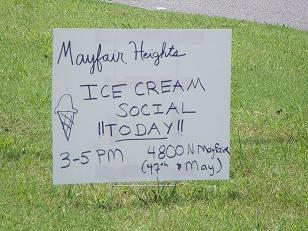 Mayfair Heights
ICE CREAM
SOCIAL
!!TODAY!!
3-5 PM 4800 N Mayfair
(47th & May)